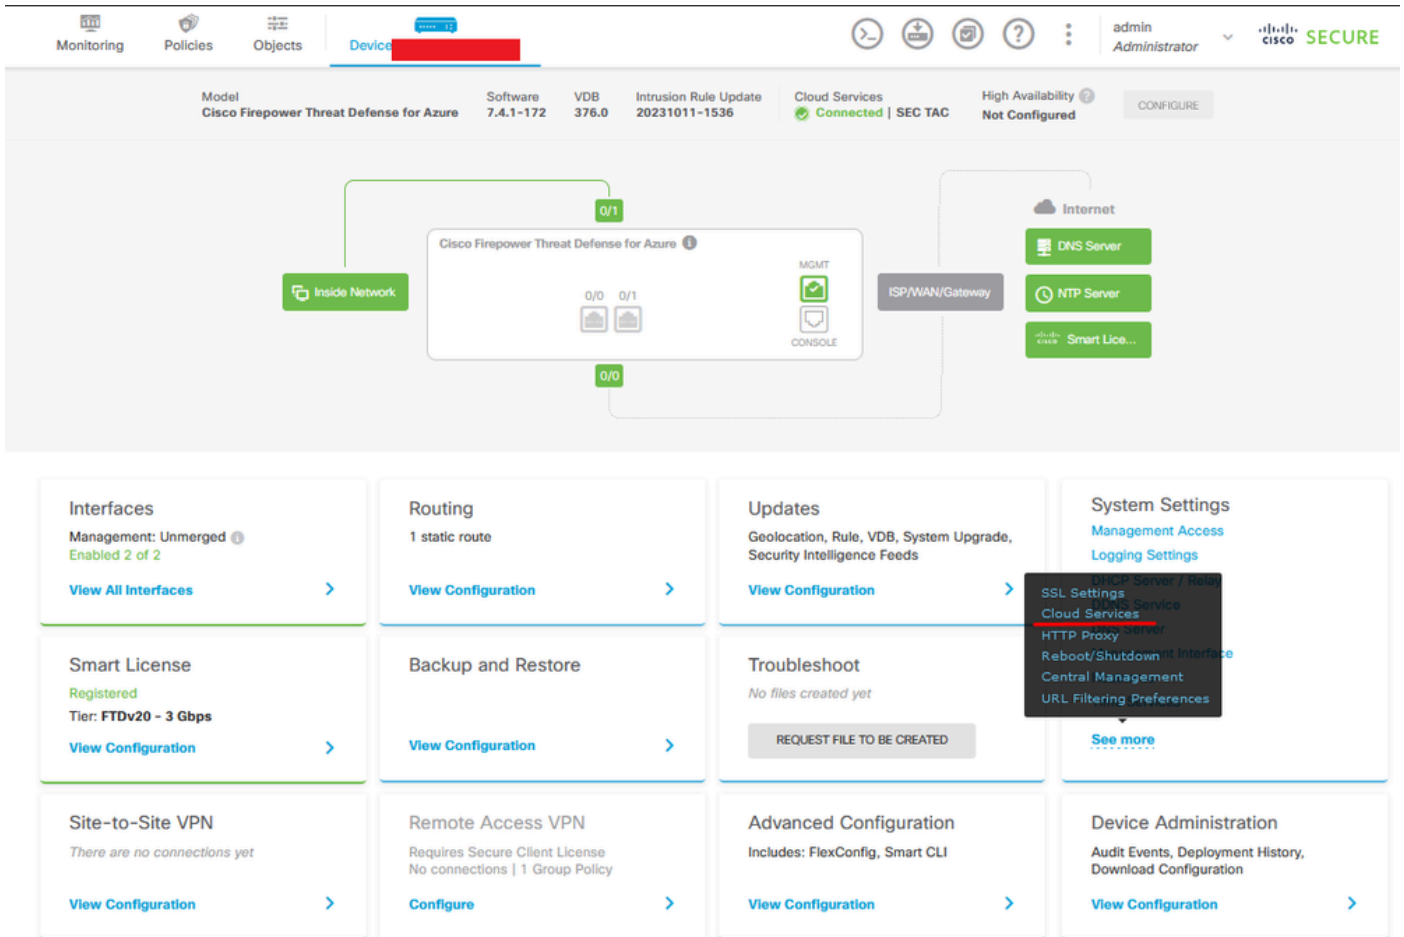 Monitoring
Policies
Objects
Device
admin
Administrator
cisco SECURE
Model
Cisco Firepower Threat Defense for Azure
Software
7.4.1-172
VDB
376.0
Intrusion Rule Update
20231011-1536
Cloud Services
Connected | SEC TAC
High Availability
Not Configured
CONFIGURE
0/1
Internet
Cisco Firepower Threat Defense for Azure
DNS Server
MGMT
Inside Network
0/0 0/1
ISP/WAN/Gateway
NTP Server
CONSOLE
cisco Smart Lice...
0/0
Interfaces
Management: Unmerged
Enabled 2 of 2
View All Interfaces
Routing
1 static route
View Configuration
Updates
Geolocation, Rule, VDB, System Upgrade,
Security Intelligence Feeds
View Configuration
System Settings
Management Access
Logging Settings
DHCP Server / Relay
DDNS Service
DNS Server
SSL Settings
Cloud Services
HTTP Proxy
Reboot/Shutdown
Central Management
URL Filtering Preferences
See more
Smart License
Registered
Tier: FTDv20 - 3 Gbps
View Configuration
Backup and Restore
View Configuration
Troubleshoot
No files created yet
REQUEST FILE TO BE CREATED
Site-to-Site VPN
There are no connections yet
View Configuration
Remote Access VPN
Requires Secure Client License
No connections | 1 Group Policy
Configure
Advanced Configuration
Includes: FlexConfig, Smart CLI
View Configuration
Device Administration
Audit Events, Deployment History,
Download Configuration
View Configuration